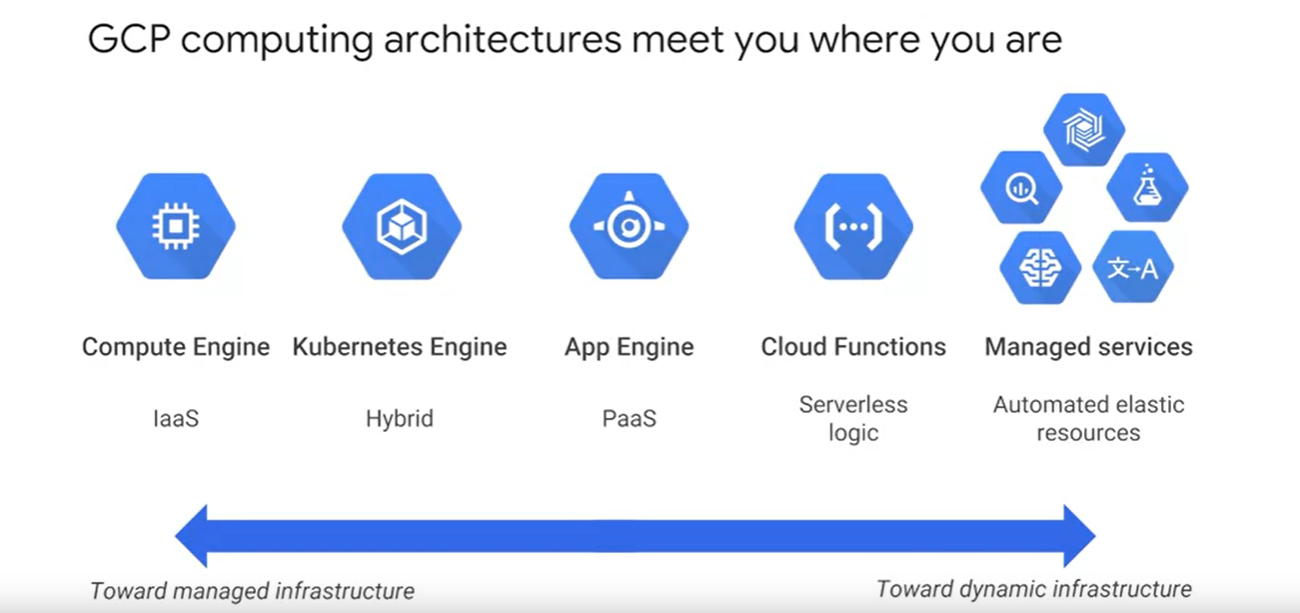 GCP computing architectures meet you where you are
文→A
Compute Engine
Kubernetes Engine
App Engine
Cloud Functions
Managed services
IaaS
Hybrid
PaaS
Serverless
logic
Automated elastic
resources
Toward managed infrastructure
Toward dynamic infrastructure